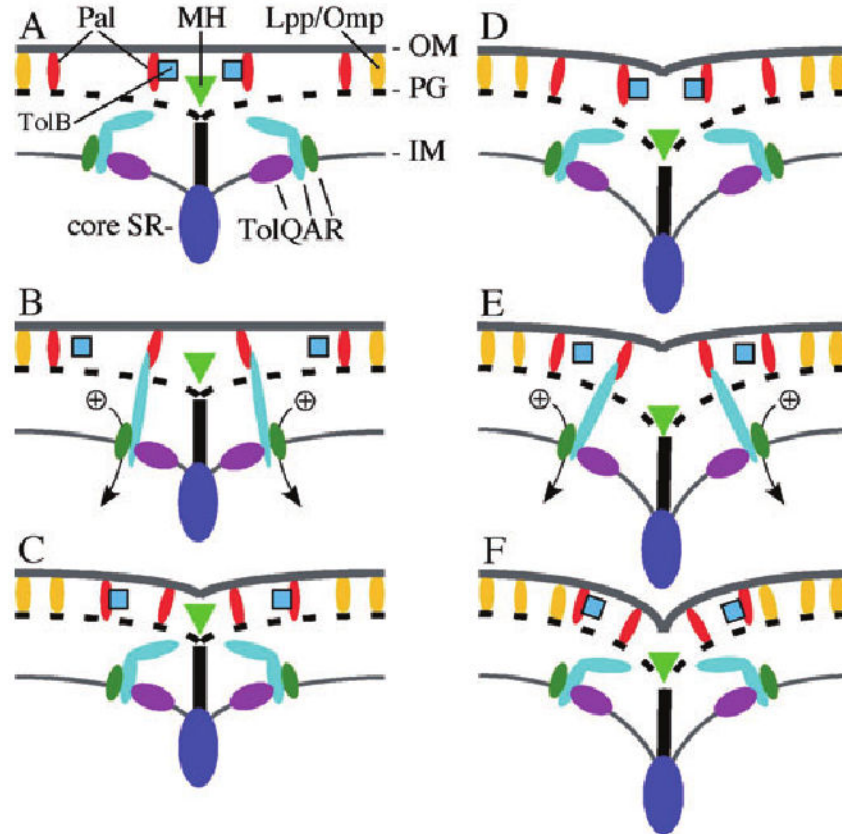 A
Pal
MH
Lpp/Omp
- OM
- PG
TolB
- IM
core SR-
TolQAR
B
+
+
C
D
E
+
+
F